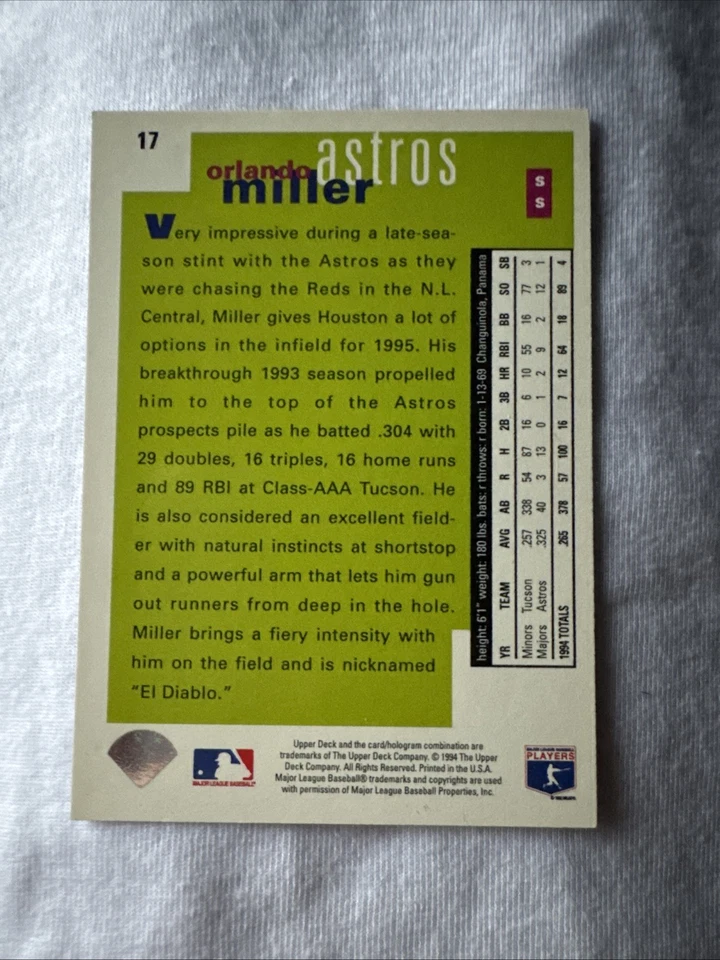 17
astros
orlando
miller
S
S
Very impressive during a late-sea-
son stint with the Astros as they
were chasing the Reds in the N.L.
Central, Miller gives Houston a lot of
options in the infield for 1995. His
breakthrough 1993 season propelled
him to the top of the Astros
prospects pile as he batted .304 with
29 doubles, 16 triples, 16 home runs
and 89 RBI at Class-AAA Tucson. He
is also considered an excellent field-
er with natural instincts at shortstop
and a powerful arm that lets him gun
out runners from deep in the hole.
Miller brings a fiery intensity with
him on the field and is nicknamed
“El Diablo.”
height: 6'1" weight: 180 lbs. bats: r throws: r born: 1-13-69 Changuinola, Panama
YR TEAM AVG AB R H 2B 3B HR RBI BB SO SB
Minors Tucson .257 338 54 87 16 6 10 55 16 77 3
Majors Astros .325 40 3 13 0 1 2 9 2 12 1
1994 TOTALS .265 378 57 100 16 7 12 64 18 89 4
MAJOR LEAGUE BASEBALL
Upper Deck and the card/hologram combination are
trademarks of The Upper Deck Company. © 1994 The Upper
Deck Company. All Rights Reserved. Printed in the U.S.A.
Major League Baseball® trademarks and copyrights are used
with permission of Major League Baseball Properties, Inc.
MAJOR LEAGUE BASEBALL
PLAYERS